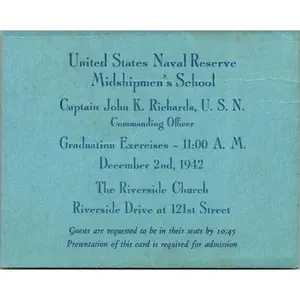 United States Naval Reserve
Midshipmen's School
Captain John K. Richards, U. S. N.
Commanding Officer
Graduation Exercises - 11:00 A. M.
December 2nd, 1942
The Riverside Church
Riverside Drive at 121st Street
Guests are requested to be in their seats by 10:45
Presentation of this card is required for admission